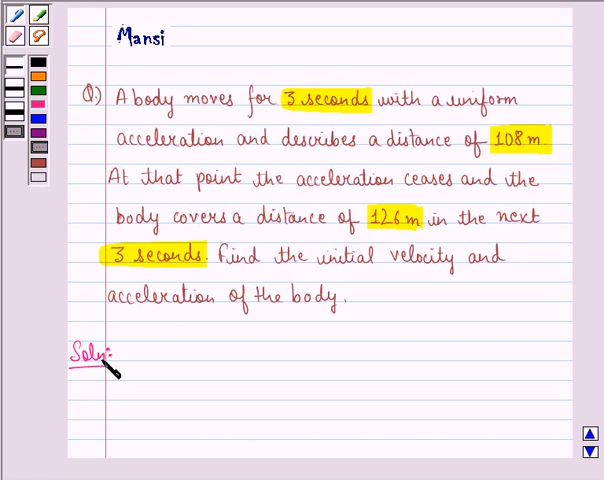 Mansi
Q.) A body moves for 3 seconds with a uniform
acceleration and describes a distance of 108 m.
At that point the acceleration ceases and the
body covers a distance of 126 m in the next
3 seconds. Find the initial velocity and
acceleration of the body.
Soln: